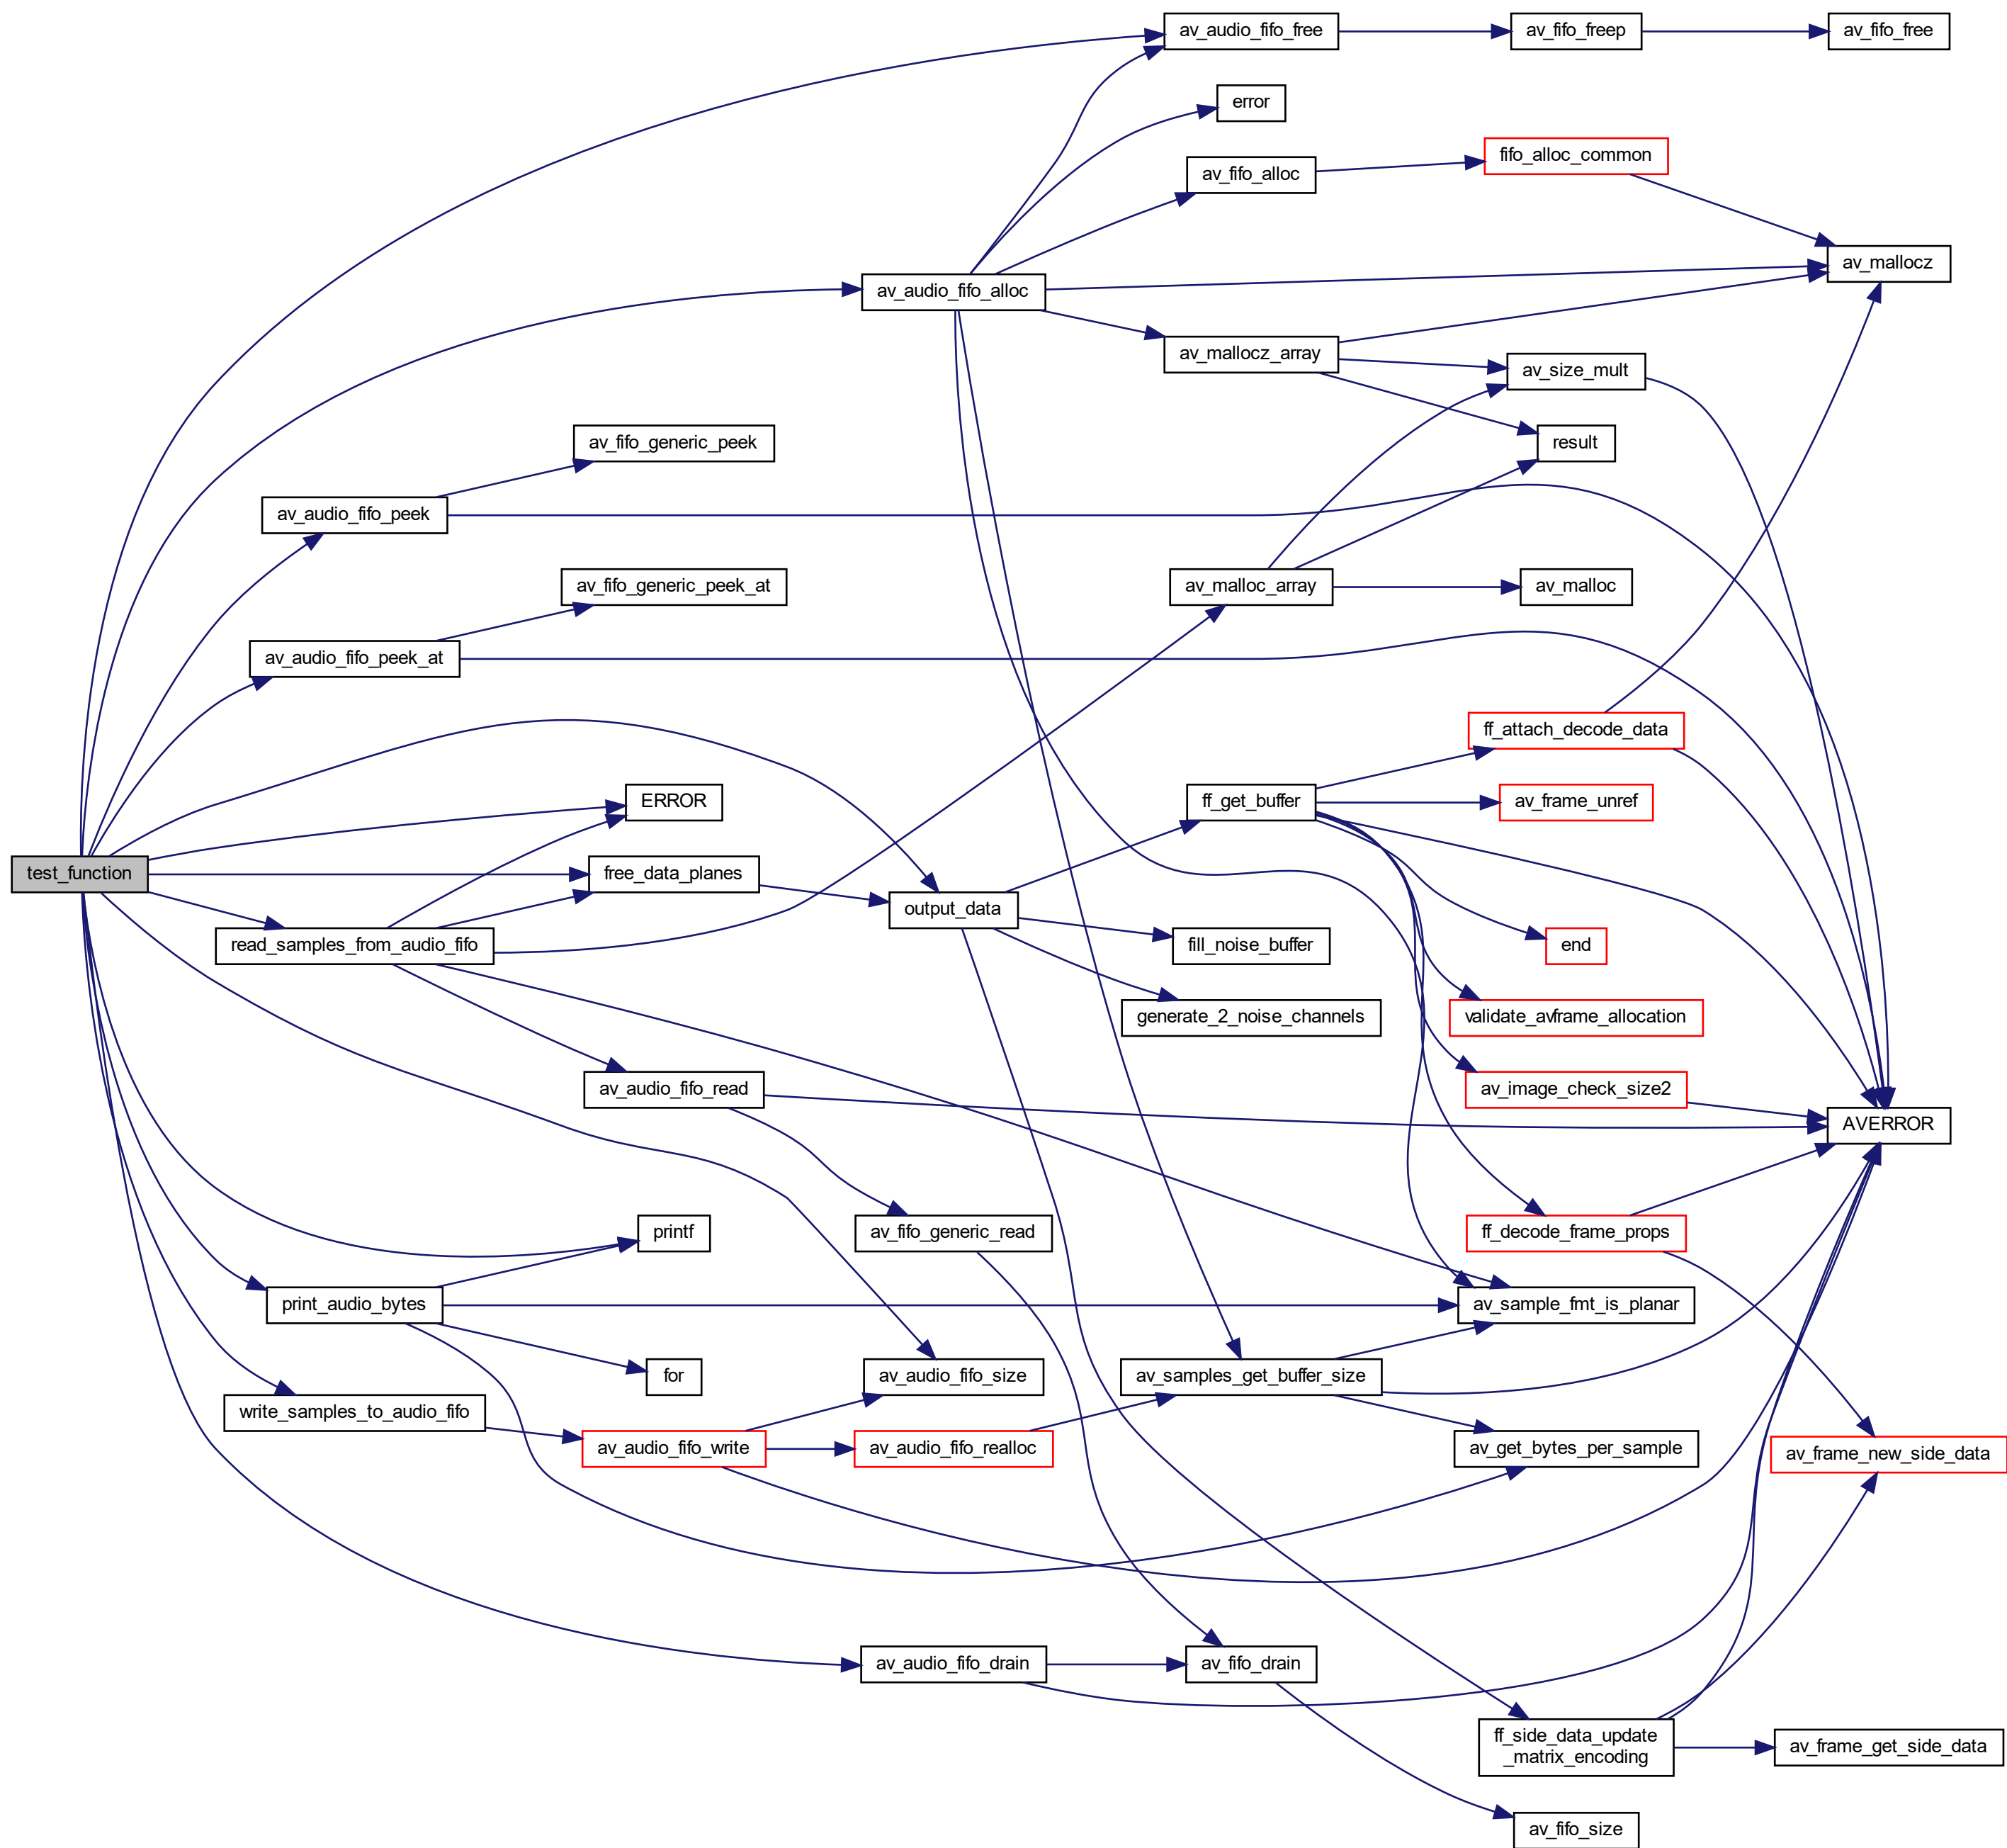 av_audio_fifo_free
av_fifo_freep
av_fifo_free
error
fifo_alloc_common
av_fifo_alloc
av_mallocz
av_audio_fifo_alloc
av_mallocz_array
av_size_mult
av_fifo_generic_peek
result
av_audio_fifo_peek
av_fifo_generic_peek_at
av_malloc_array
av_malloc
av_audio_fifo_peek_at
ff_attach_decode_data
ERROR
ff_get_buffer
av_frame_unref
test_function
free_data_planes
output_data
read_samples_from_audio_fifo
fill_noise_buffer
end
generate_2_noise_channels
validate_avframe_allocation
av_audio_fifo_read
av_image_check_size2
AVERROR
printf
av_fifo_generic_read
ff_decode_frame_props
print_audio_bytes
av_sample_fmt_is_planar
for
av_audio_fifo_size
av_samples_get_buffer_size
write_samples_to_audio_fifo
av_audio_fifo_write
av_audio_fifo_realloc
av_get_bytes_per_sample
av_frame_new_side_data
av_audio_fifo_drain
av_fifo_drain
ff_side_data_update
_matrix_encoding
av_frame_get_side_data
av_fifo_size